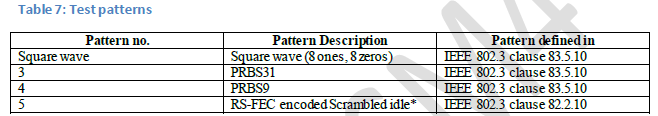 Table 7: Test patterns
Pattern no. Pattern Description Pattern defined in
Square wave Square wave (8 ones, 8 zeros) IEEE 802.3 clause 83.5.10
3 PRBS31 IEEE 802.3 clause 83.5.10
4 PRBS9 IEEE 802.3 clause 83.5.10
5 RS-FEC encoded Scrambled idle* IEEE 802.3 clause 82.2.10